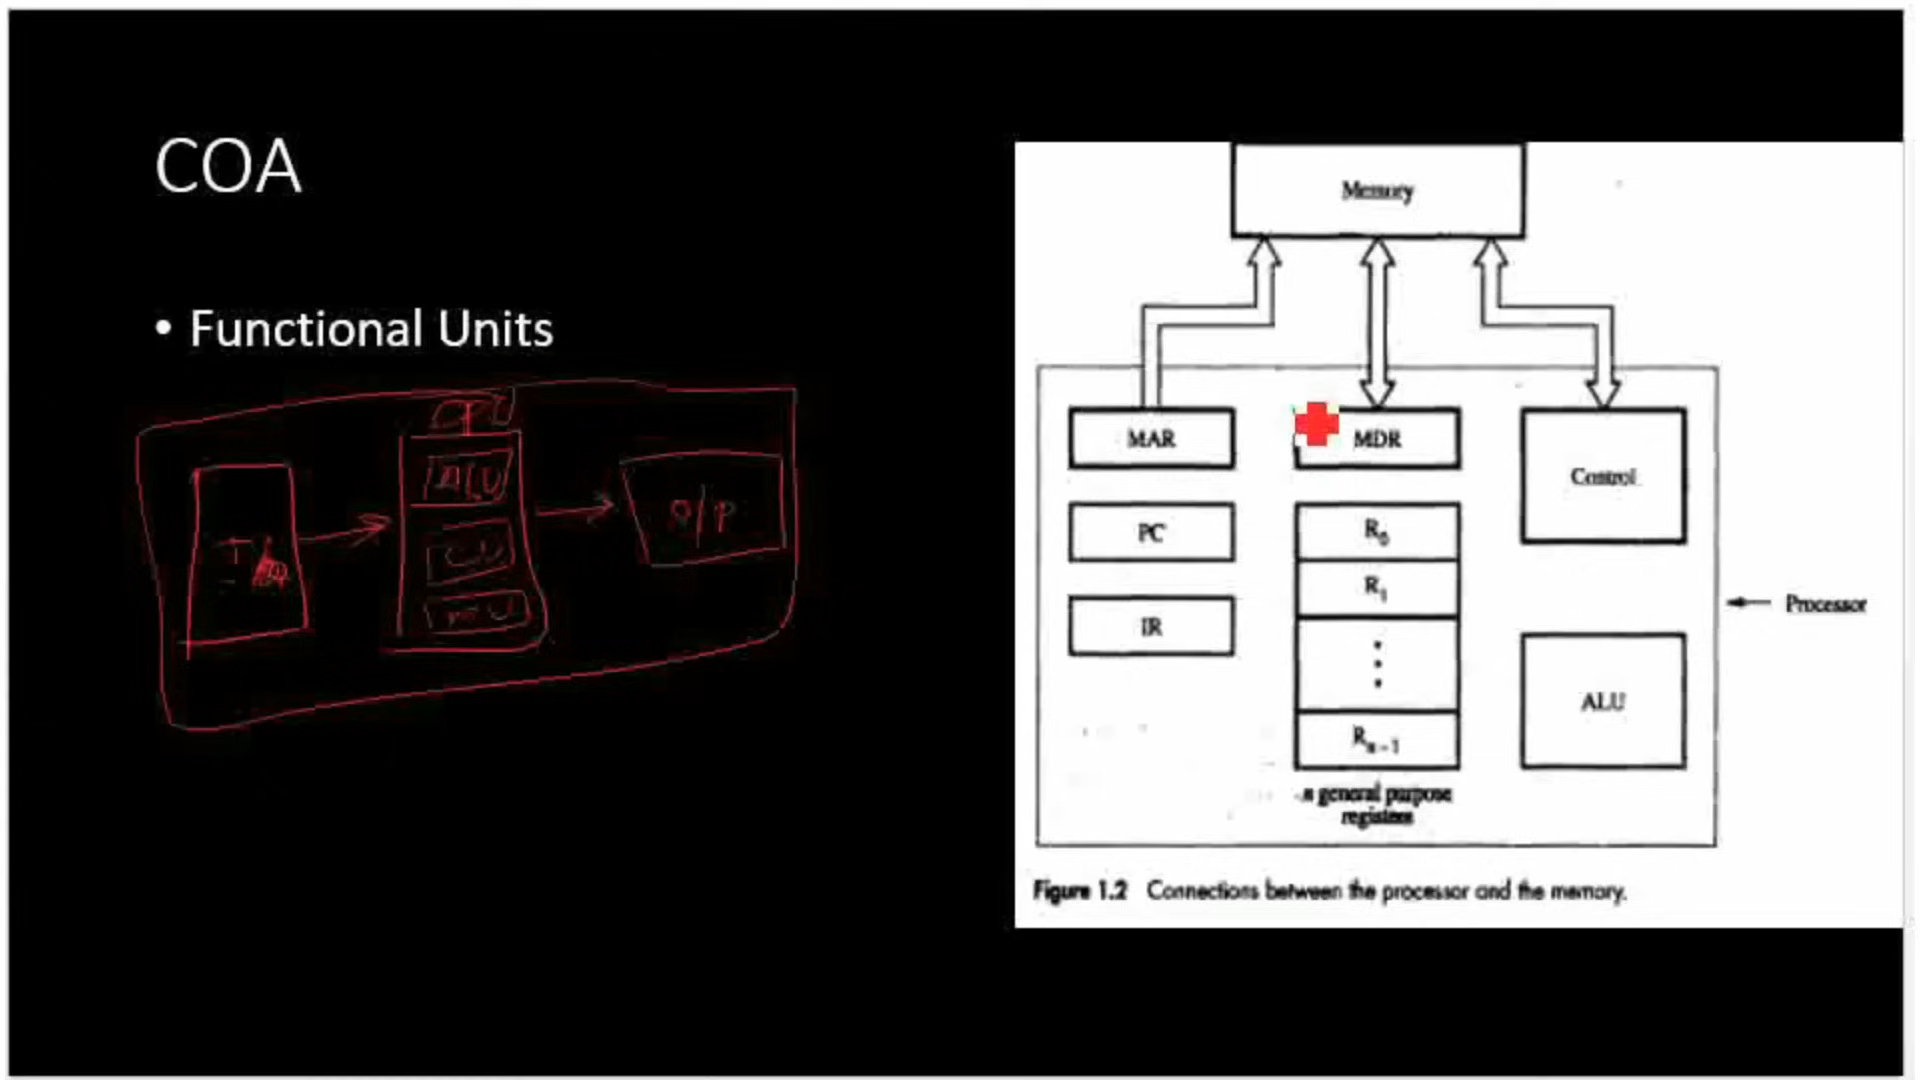 COA
• Functional Units
ALU
O/P
Memory
MAR
MDR
Control
PC
R0
R1
IR
Processor
ALU
Rn-1
n general purpose
registers
Figure 1.2 Connections between the processor and the memory.